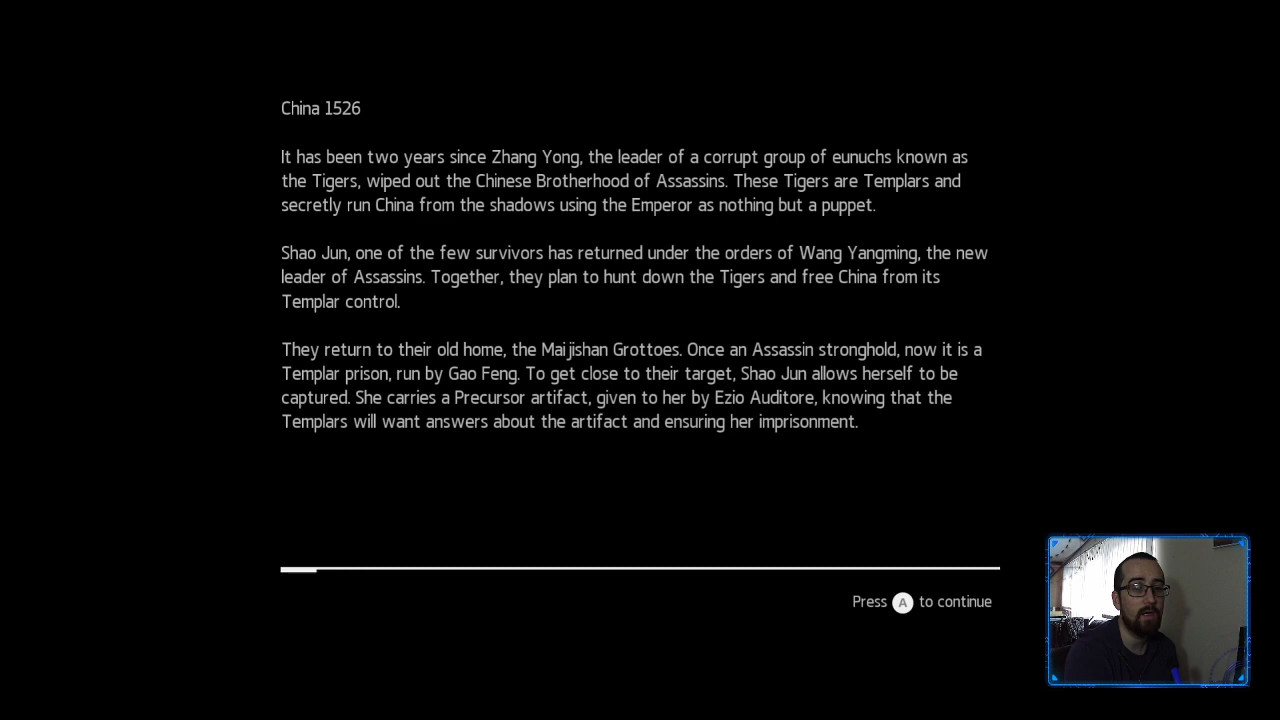 China 1526
It has been two years since Zhang Yong, the leader of a corrupt group of eunuchs known as
the Tigers, wiped out the Chinese Brotherhood of Assassins. These Tigers are Templars and
secretly run China from the shadows using the Emperor as nothing but a puppet.
Shao Jun, one of the few survivors has returned under the orders of Wang Yangming, the new
leader of Assassins. Together, they plan to hunt down the Tigers and free China from its
Templar control.
They return to their old home, the Maijishan Grottoes. Once an Assassin stronghold, now it is a
Templar prison, run by Gao Feng. To get close to their target, Shao Jun allows herself to be
captured. She carries a Precursor artifact, given to her by Ezio Auditore, knowing that the
Templars will want answers about the artifact and ensuring her imprisonment.
Press A to continue